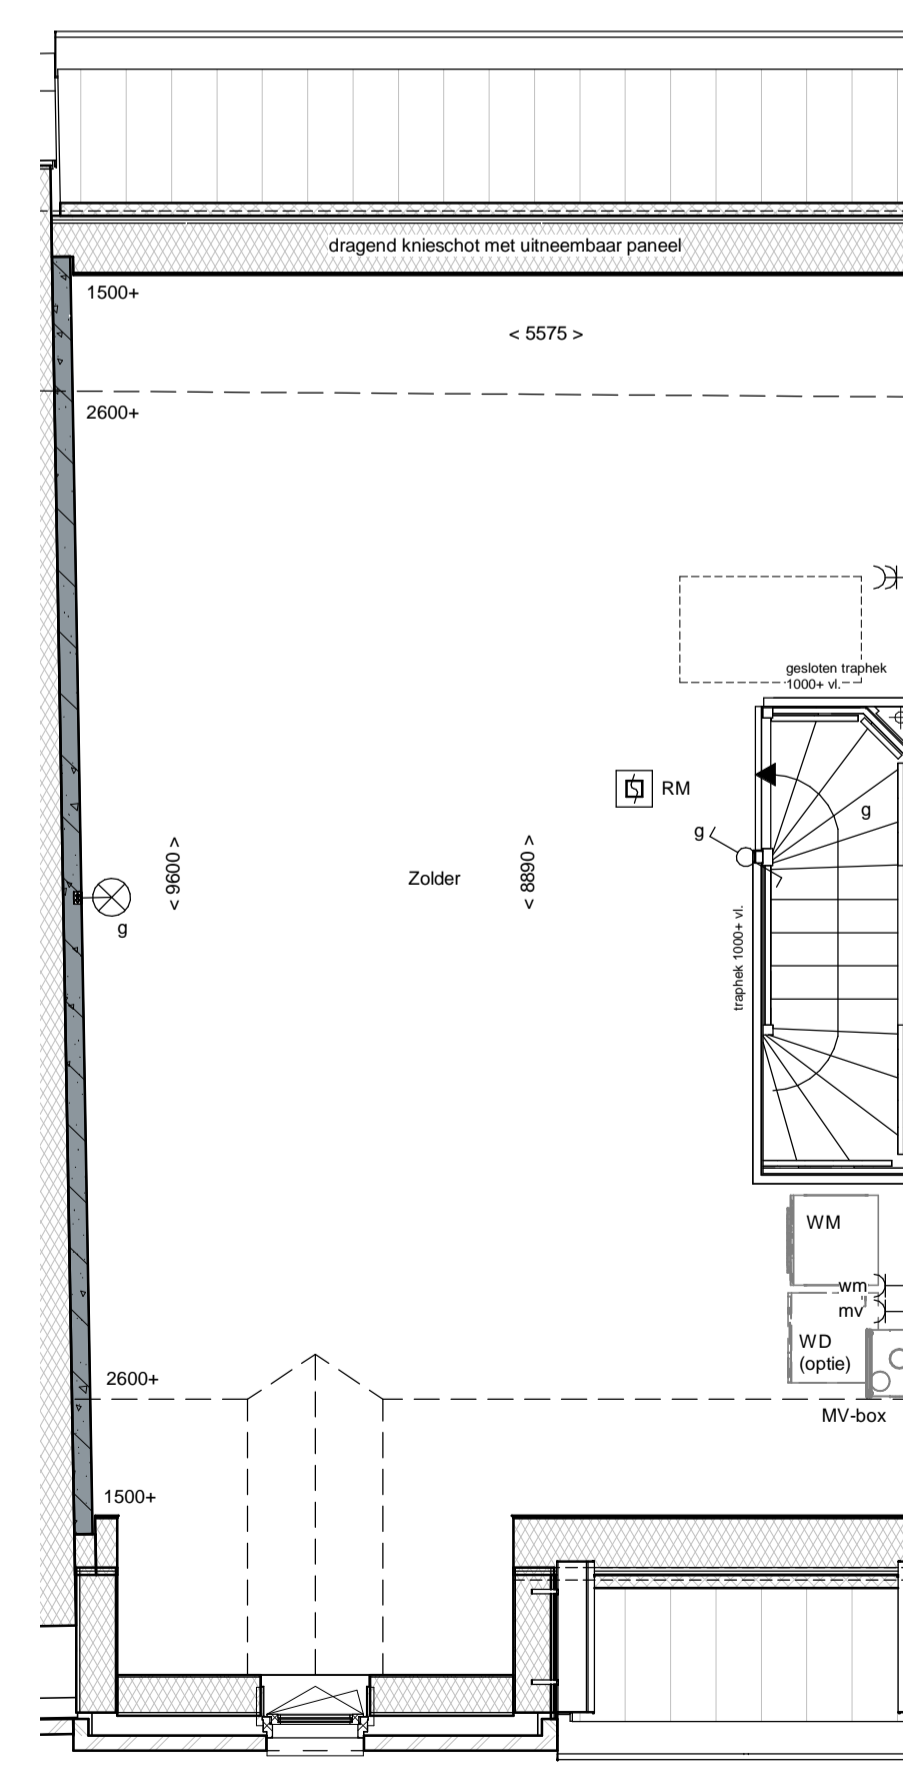 dragend knieschot met uitneembaar paneel
1500+
< 5575 >
2600+
gesloten traphek
1000+ vl.
RM
g
g
< 9600 >
Zolder
< 8890 >
g
traphek 1000+ vl.
WM
wm
mv
WD
(optie)
2600+
MV-box
1500+